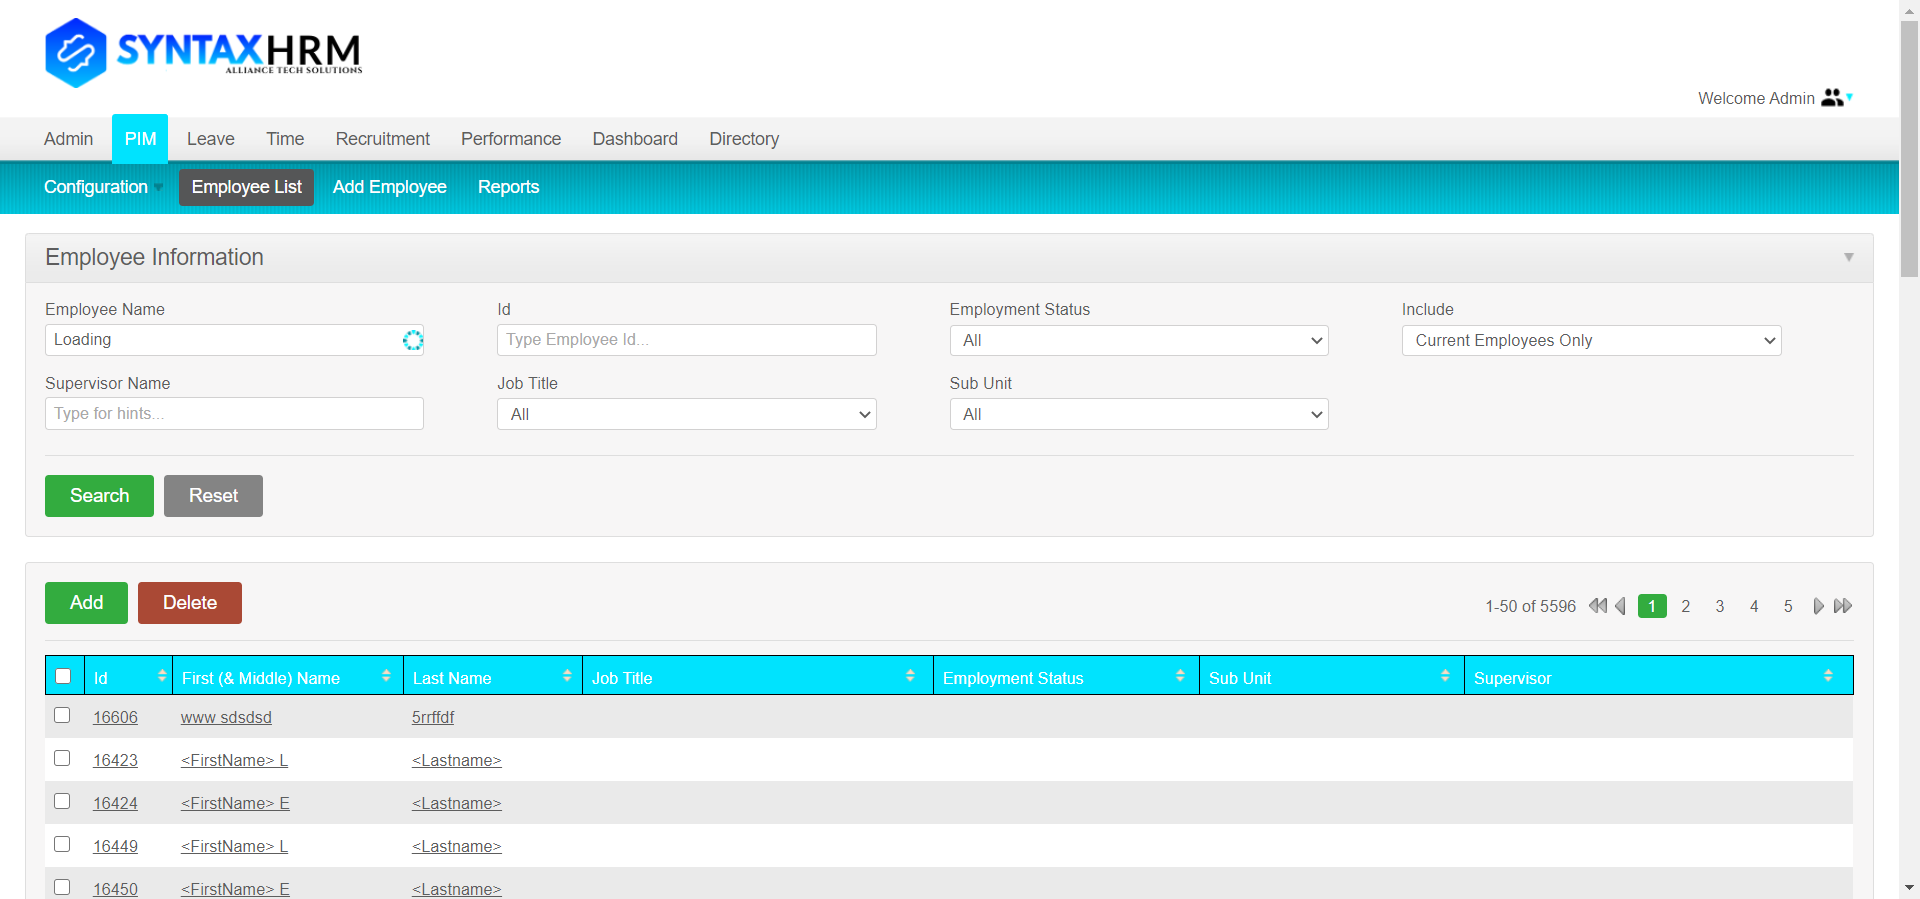 SYNTAXHRM
ALLIANCE TECH SOLUTIONS
Welcome Admin
Admin PIM Leave Time Recruitment Performance Dashboard Directory
Configuration Employee List Add Employee Reports
Employee Information
Employee Name Id Employment Status Include
Loading Type Employee Id... All Current Employees Only
Supervisor Name Job Title Sub Unit
Type for hints... All All
Search Reset
Add Delete 1-50 of 5596 1 2 3 4 5
Id First (& Middle) Name Last Name Job Title Employment Status Sub Unit Supervisor
16606 www sdsdsd 5rrffdf
16423 <FirstName> L <Lastname>
16424 <FirstName> E <Lastname>
16449 <FirstName> L <Lastname>
16450 <FirstName> E <Lastname>